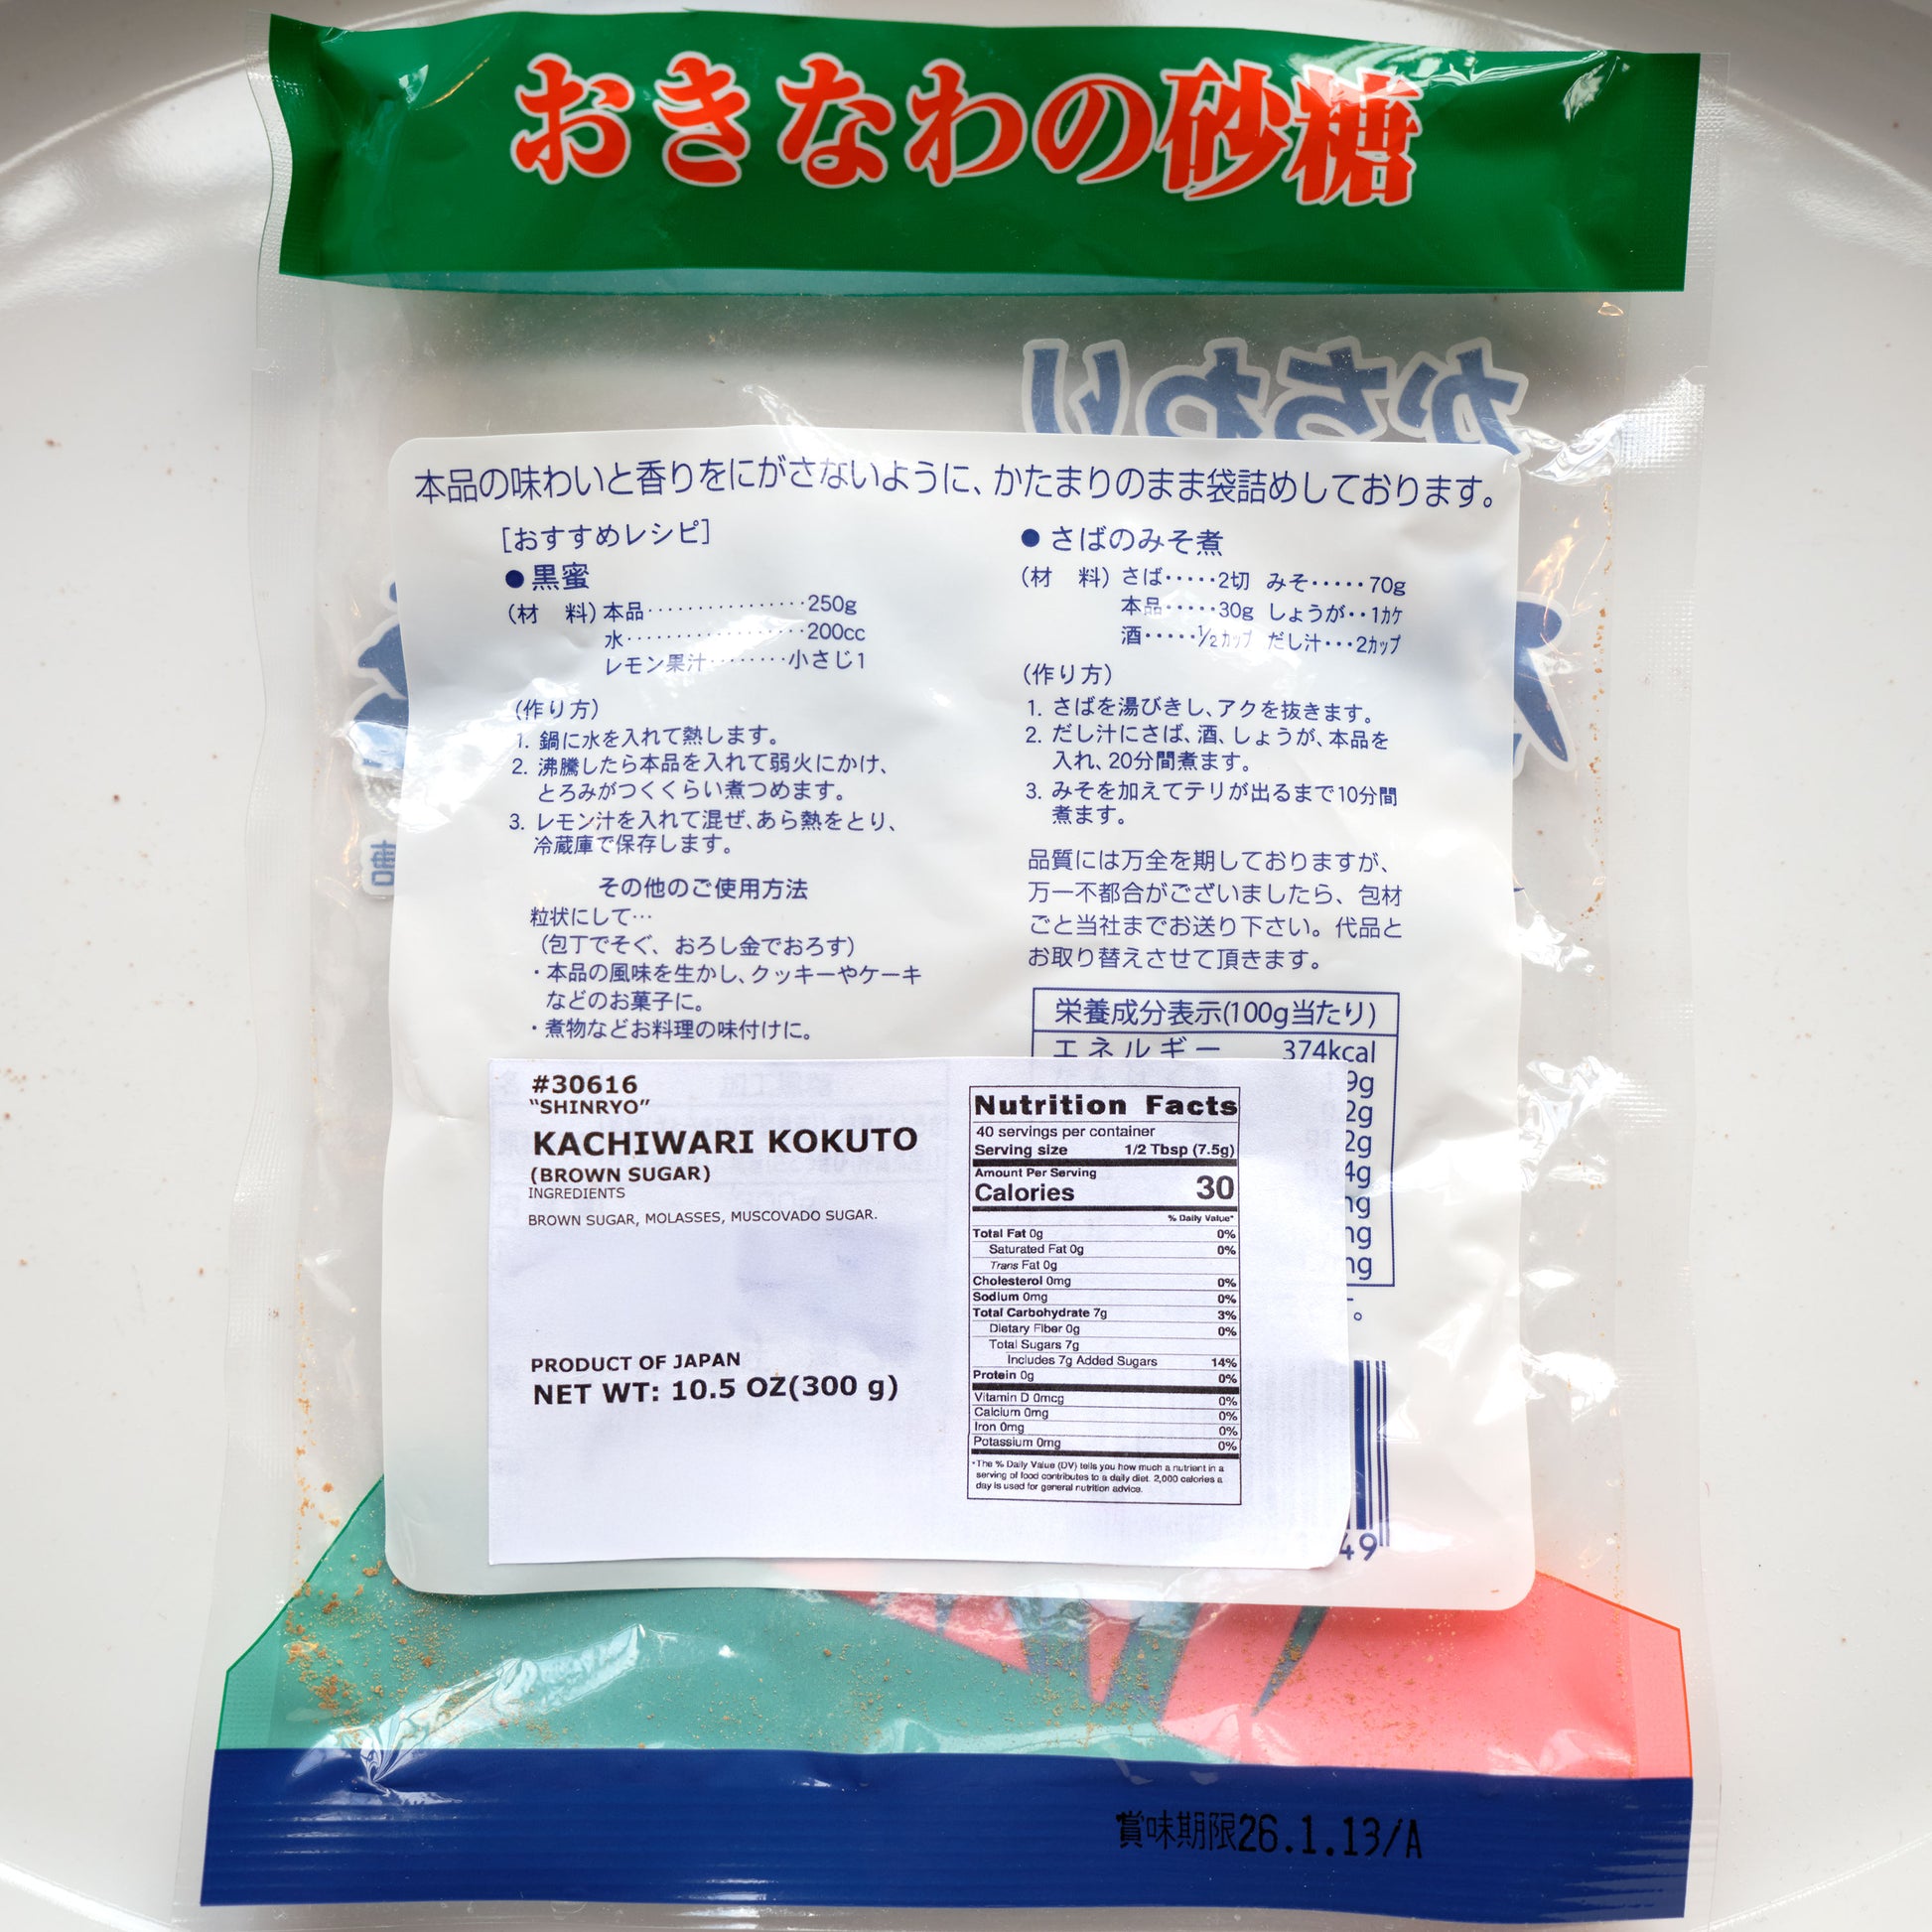 おきなわの砂糖
かちわり
本品の味わいと香りをにがさないように、かたまりのまま袋詰めしております。
[おすすめレシピ]
●黒蜜
(材 料)本品················250g
水··················200cc
レモン果汁········小さじ1
(作り方)
1. 鍋に水を入れて熱します。
2. 沸騰したら本品を入れて弱火にかけ、
とろみがつくくらい煮つめます。
3. レモン汁を入れて混ぜ、あら熱をとり、
冷蔵庫で保存します。
その他のご使用方法
粒状にして…
(包丁でそぐ、おろし金でおろす)
・本品の風味を生かし、クッキーやケーキ
などのお菓子に。
・煮物などお料理の味付けに。
●さばのみそ煮
(材 料)さば·····2切 みそ·····70g
本品·····30g しょうが··1カケ
酒·····½カップ だし汁···2カップ
(作り方)
1. さばを湯びきし、アクを抜きます。
2. だし汁にさば、酒、しょうが、本品を
入れ、20分間煮ます。
3. みそを加えてテリが出るまで10分間
煮ます。
品質には万全を期しておりますが、
万一不都合がございましたら、包材
ごと当社までお送り下さい。代品と
お取り替えさせて頂きます。
栄養成分表示(100g当たり)
エネルギー 374kcal
9g
2g
2g
4g
mg
mg
mg
#30616
"SHINRYO"
KACHIWARI KOKUTO
(BROWN SUGAR)
INGREDIENTS
BROWN SUGAR, MOLASSES, MUSCOVADO SUGAR.
PRODUCT OF JAPAN
NET WT: 10.5 OZ(300 g)
Nutrition Facts
40 servings per container
Serving size 1/2 Tbsp (7.5g)
Amount Per Serving
Calories 30
% Daily Value*
Total Fat 0g 0%
Saturated Fat 0g 0%
Trans Fat 0g
Cholesterol 0mg 0%
Sodium 0mg 0%
Total Carbohydrate 7g 3%
Dietary Fiber 0g 0%
Total Sugars 7g
Includes 7g Added Sugars 14%
Protein 0g 0%
Vitamin D 0mcg 0%
Calcium 0mg 0%
Iron 0mg 0%
Potassium 0mg 0%
*The % Daily Value (DV) tells you how much a nutrient in a
serving of food contributes to a daily diet. 2,000 calories a
day is used for general nutrition advice.
49
賞味期限26.1.13/A